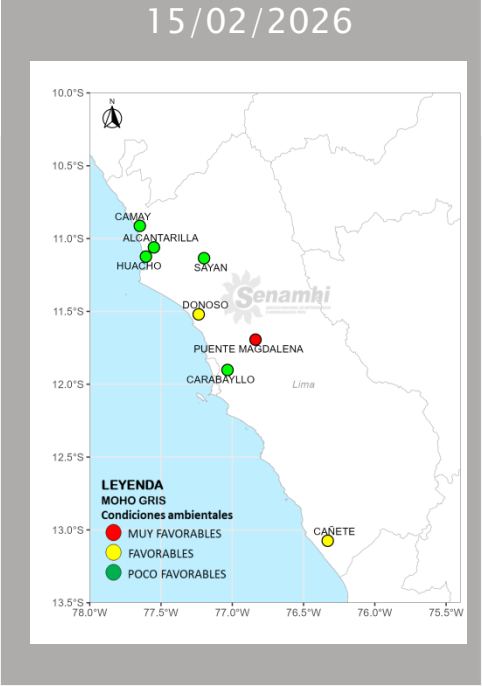 15/02/2026
10.0°S
N
10.5°S
CAMAY
11.0°S
ALCANTARILLA
HUACHO
SAYAN
Senamhi
11.5°S
DONOSO
PUENTE MAGDALENA
12.0°S
CARABAYLLO
Lima
12.5°S
LEYENDA
MOHO GRIS
Condiciones ambientales
13.0°S
CAÑETE
MUY FAVORABLES
FAVORABLES
POCO FAVORABLES
13.5°S
78.0°W 77.5°W 77.0°W 76.5°W 76.0°W 75.5°W